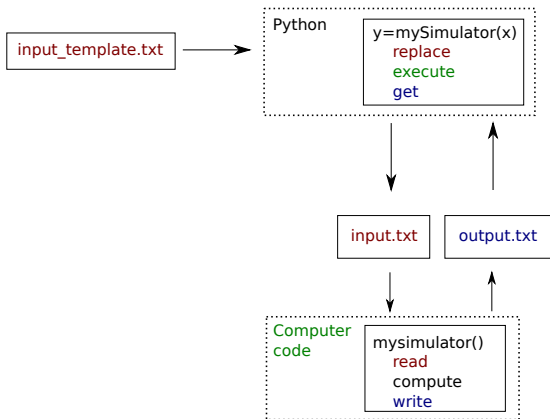 input_template.txt
Python
y=mySimulator(x)
replace
execute
get
input.txt
output.txt
Computer
code
mysimulator()
read
compute
write